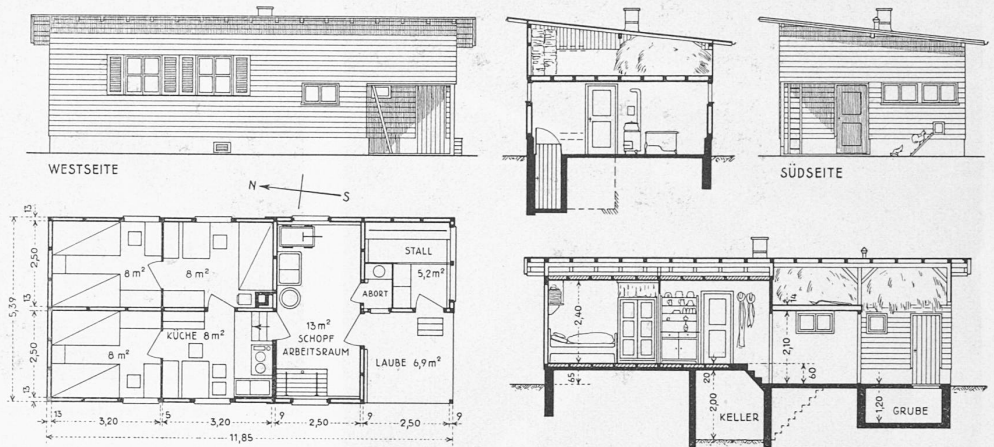 WESTSEITE
SÜDSEITE
N S
13
2,50
13
5,39
2,50
13
8 m²
8 m²
STALL
5,2 m²
ABORT
KÜCHE 8 m²
8 m²
13 m²
SCHOPF
ARBEITSRAUM
LAUBE 6,9 m²
13 3,20 5 3,20 9 2,50 9 2,50 9
11,85
2,40
65
14
2,10
60
20
2,00
KELLER
1,20
GRUBE